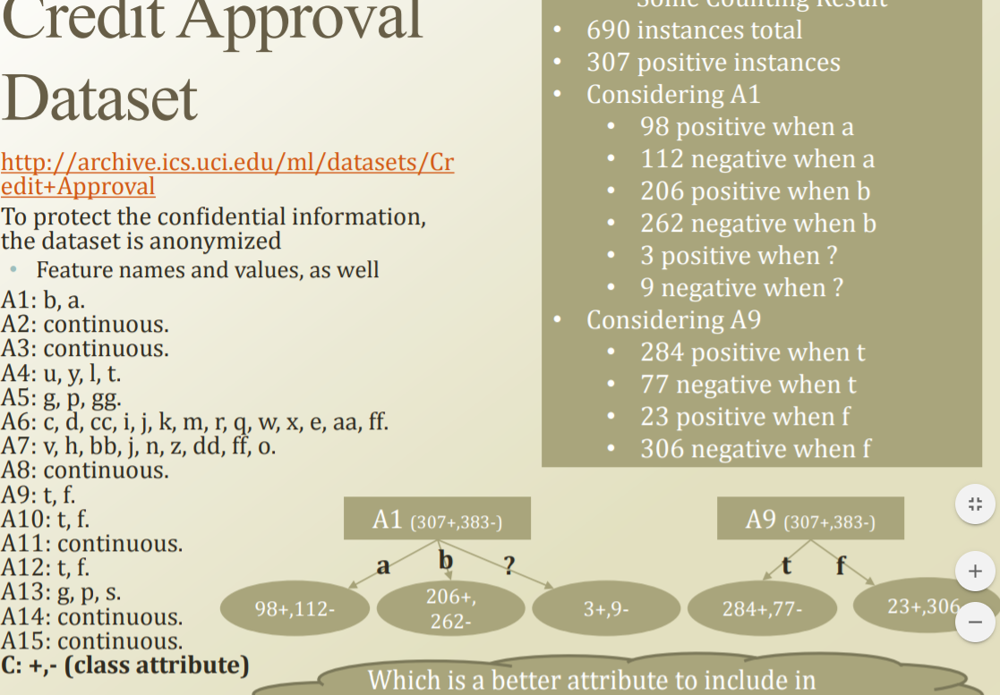 Credit Approval
Dataset
http://archive.ics.uci.edu/ml/datasets/Cr
edit+Approval
To protect the confidential information,
the dataset is anonymized
• Feature names and values, as well
A1: b, a.
A2: continuous.
A3: continuous.
A4: u, y, l, t.
A5: g, p, gg.
A6: c, d, cc, i, j, k, m, r, q, w, x, e, aa, ff.
A7: v, h, bb, j, n, z, dd, ff, o.
A8: continuous.
A9: t, f.
A10: t, f.
A11: continuous.
A12: t, f.
A13: g, p, s.
A14: continuous.
A15: continuous.
C: +,- (class attribute)
Some Counting Result
• 690 instances total
• 307 positive instances
• Considering A1
• 98 positive when a
• 112 negative when a
• 206 positive when b
• 262 negative when b
• 3 positive when ?
• 9 negative when ?
• Considering A9
• 284 positive when t
• 77 negative when t
• 23 positive when f
• 306 negative when f
A1 (307+,383-)
a b ?
98+,112-
206+,
262-
3+,9-
A9 (307+,383-)
t f
284+,77-
23+,306
Which is a better attribute to include in